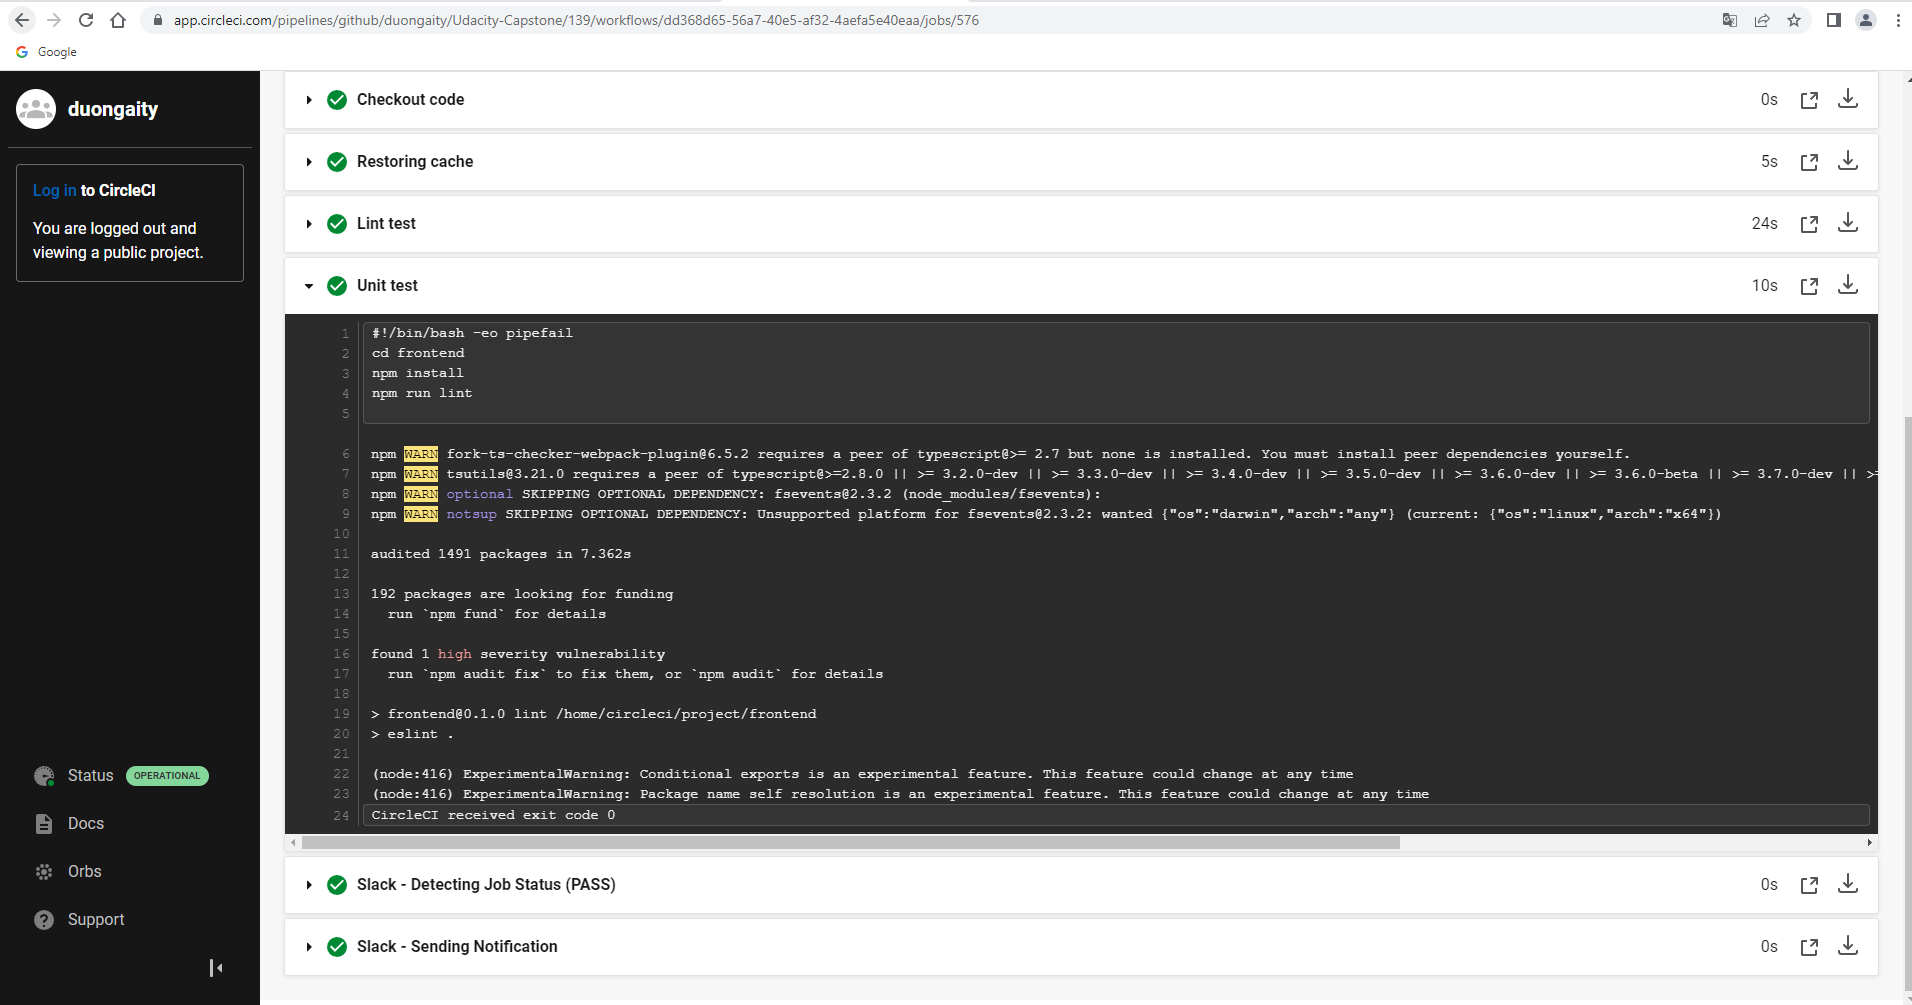 app.circleci.com/pipelines/github/duongaity/Udacity-Capstone/139/workflows/dd368d65-56a7-40e5-af32-4aefa5e40eaa/jobs/576
Google
duongaity
Log in to CircleCI
You are logged out and
viewing a public project.
Status OPERATIONAL
Docs
Orbs
Support
Checkout code 0s
Restoring cache 5s
Lint test 24s
Unit test 10s
1 #!/bin/bash -eo pipefail
2 cd frontend
3 npm install
4 npm run lint
5
6 npm WARN fork-ts-checker-webpack-plugin@6.5.2 requires a peer of typescript@>= 2.7 but none is installed. You must install peer dependencies yourself.
7 npm WARN tsutils@3.21.0 requires a peer of typescript@>=2.8.0 || >= 3.2.0-dev || >= 3.3.0-dev || >= 3.4.0-dev || >= 3.5.0-dev || >= 3.6.0-dev || >= 3.6.0-beta || >= 3.7.0-dev || >=
8 npm WARN optional SKIPPING OPTIONAL DEPENDENCY: fsevents@2.3.2 (node_modules/fsevents):
9 npm WARN notsup SKIPPING OPTIONAL DEPENDENCY: Unsupported platform for fsevents@2.3.2: wanted {"os":"darwin","arch":"any"} (current: {"os":"linux","arch":"x64"})
10
11 audited 1491 packages in 7.362s
12
13 192 packages are looking for funding
14 run `npm fund` for details
15
16 found 1 high severity vulnerability
17 run `npm audit fix` to fix them, or `npm audit` for details
18
19 > frontend@0.1.0 lint /home/circleci/project/frontend
20 > eslint .
21
22 (node:416) ExperimentalWarning: Conditional exports is an experimental feature. This feature could change at any time
23 (node:416) ExperimentalWarning: Package name self resolution is an experimental feature. This feature could change at any time
24 CircleCI received exit code 0
Slack - Detecting Job Status (PASS) 0s
Slack - Sending Notification 0s